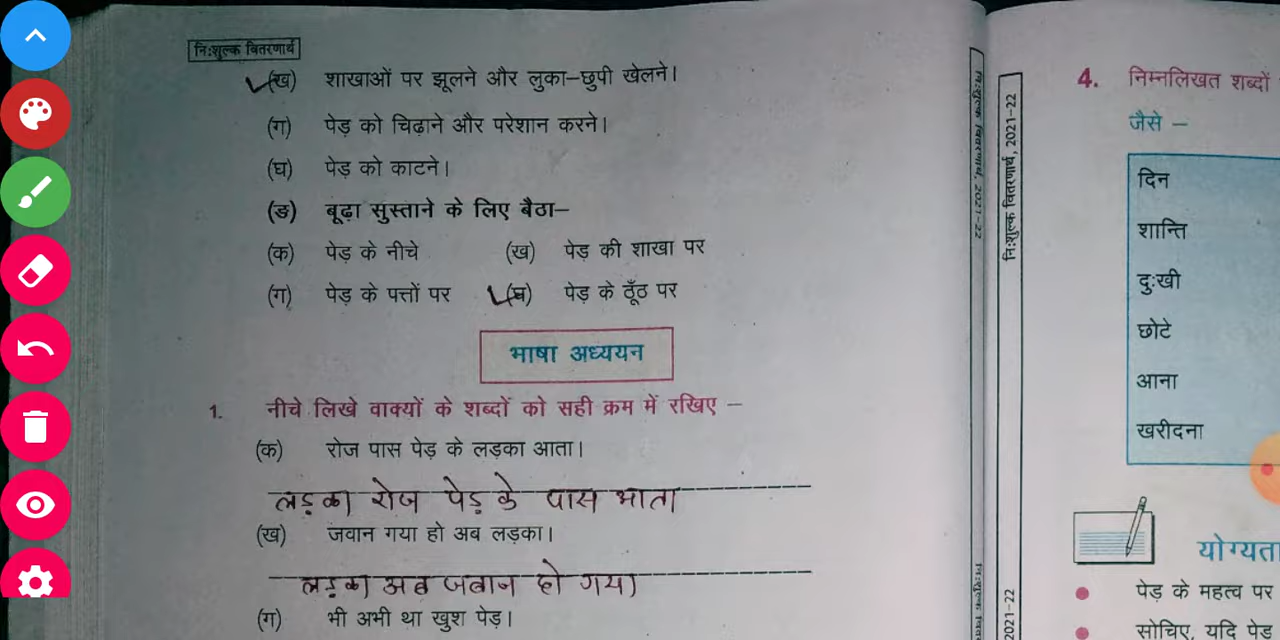 नि:शुल्क वितरणार्थ
(ख) शाखाओं पर झूलने और लुका-छुपी खेलने।
(ग) पेड़ को चिढ़ाने और परेशान करने।
(घ) पेड़ को काटने।
(ङ) बूढ़ा सुस्ताने के लिए बैठा–
(क) पेड़ के नीचे (ख) पेड़ की शाखा पर
(ग) पेड़ के पत्तों पर (घ) पेड़ के ठूँठ पर
भाषा अध्ययन
1. नीचे लिखे वाक्यों के शब्दों को सही क्रम में रखिए –
(क) रोज पास पेड़ के लड़का आता।
लड़का रोज पेड़ के पास आता
(ख) जवान गया हो अब लड़का।
लड़का अब जवान हो गया
(ग) भी अभी था खुश पेड़।
नि:शुल्क वितरणार्थ, 2021-22
नि:शुल्क वितरणार्थ, 2021-22
2021-22
4. निम्नलिखत शब्दों
जैसे –
दिन
शान्ति
दु:खी
छोटे
आना
खरीदना
योग्यता
पेड़ के महत्व पर
सोचिए, यदि पेड़